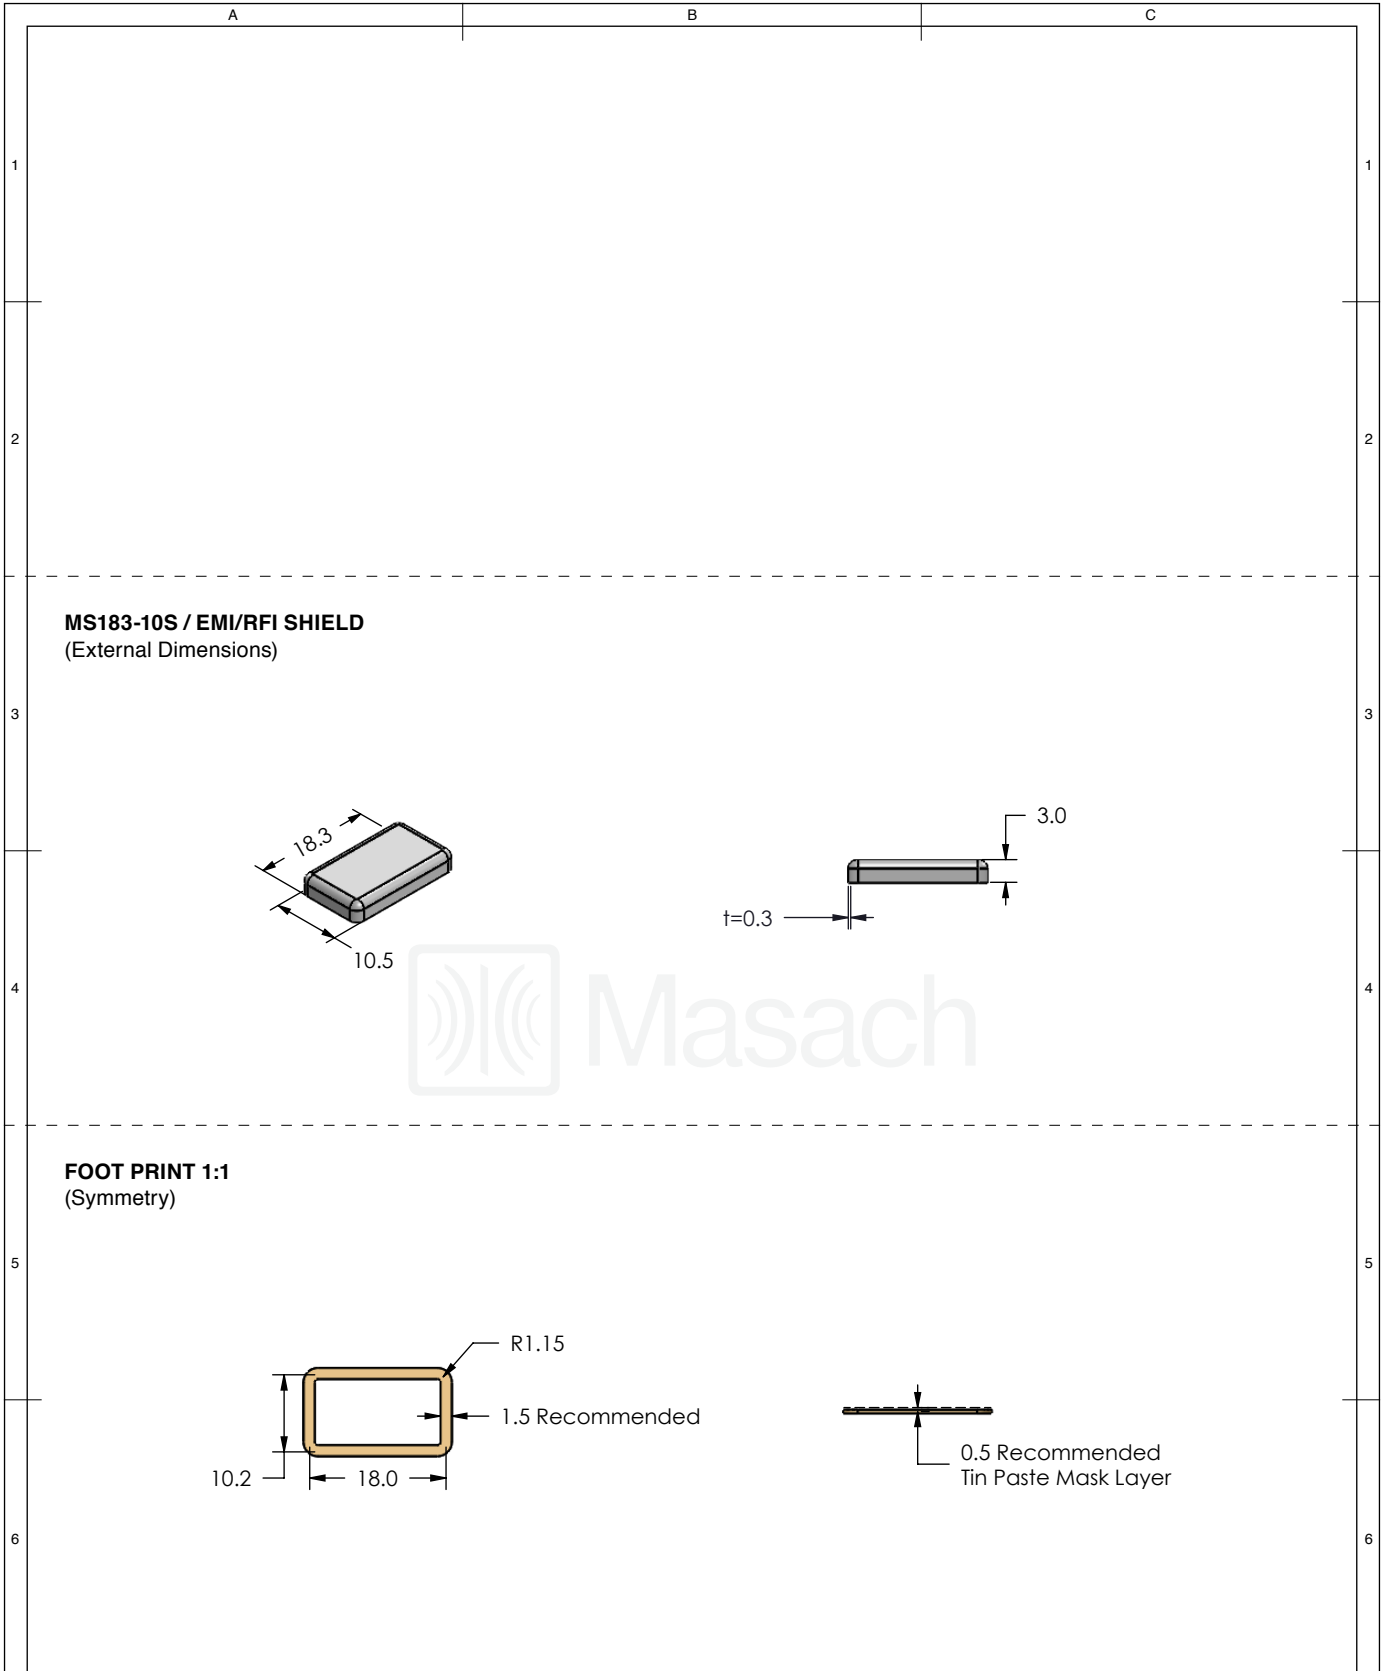 A
B
C
1
1
2
2
MS183-10S / EMI/RFI SHIELD
(External Dimensions)
3
3
18.3
10.5
3.0
t=0.3
4
4
Masach
FOOT PRINT 1:1
(Symmetry)
5
5
R1.15
1.5 Recommended
10.2
18.0
0.5 Recommended
Tin Paste Mask Layer
6
6